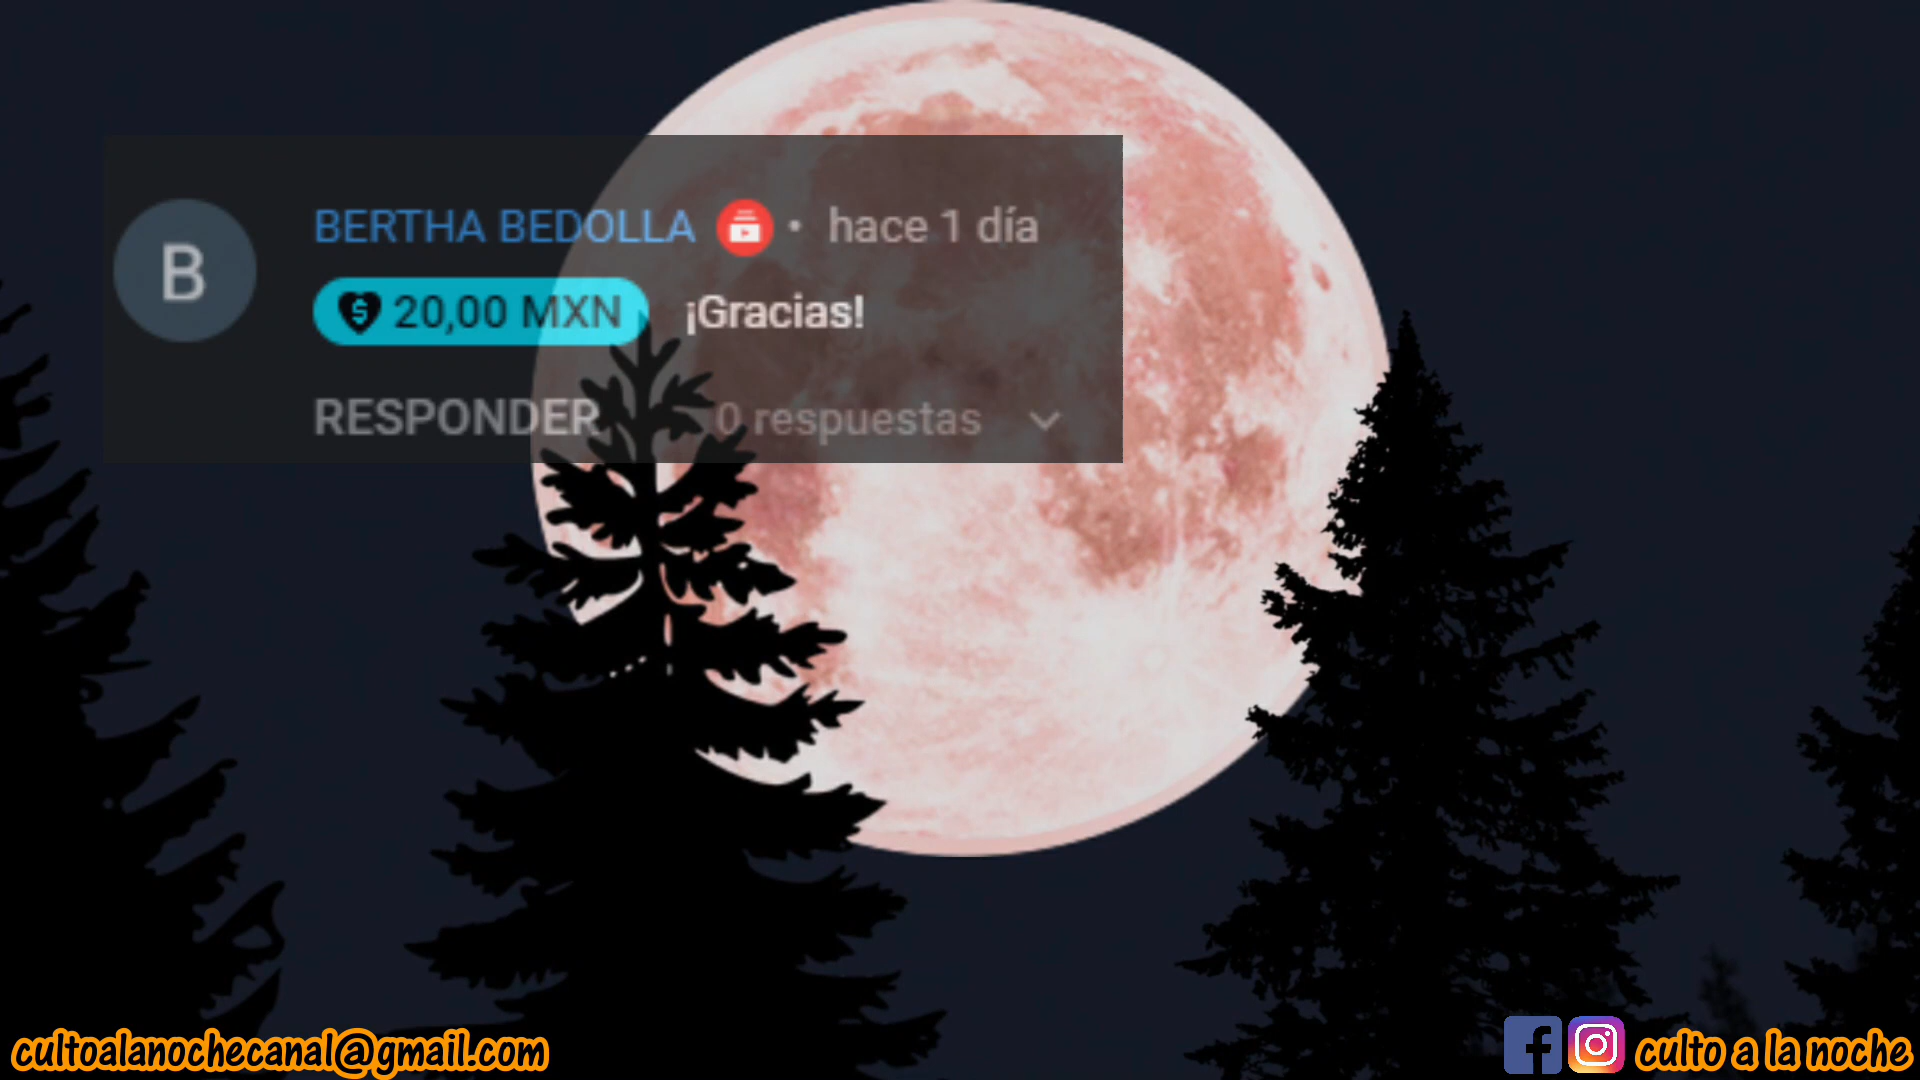 B
BERTHA BEDOLLA • hace 1 día
20,00 MXN ¡Gracias!
RESPONDER 0 respuestas
cultoalanochecanal@gmail.com
culto a la noche